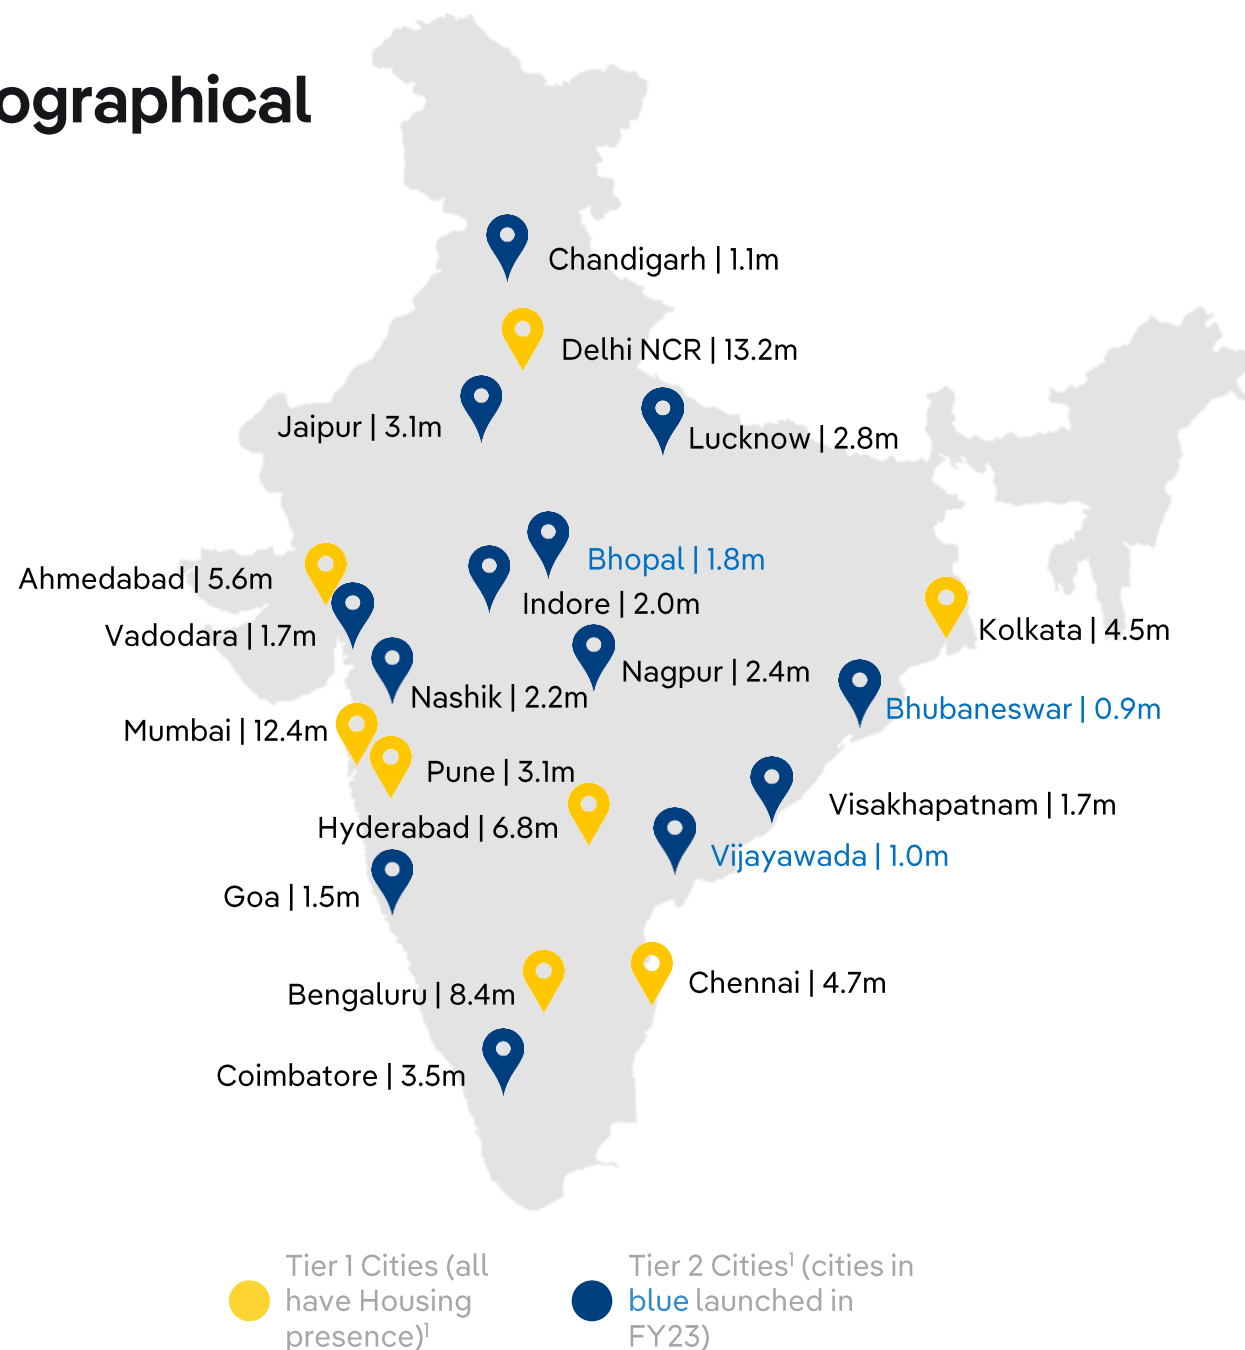 ographical
Chandigarh | 1.1m
Delhi NCR | 13.2m
Jaipur | 3.1m
Lucknow | 2.8m
Bhopal | 1.8m
Ahmedabad | 5.6m
Indore | 2.0m
Vadodara | 1.7m
Kolkata | 4.5m
Nagpur | 2.4m
Nashik | 2.2m
Bhubaneswar | 0.9m
Mumbai | 12.4m
Pune | 3.1m
Visakhapatnam | 1.7m
Hyderabad | 6.8m
Vijayawada | 1.0m
Goa | 1.5m
Chennai | 4.7m
Bengaluru | 8.4m
Coimbatore | 3.5m
Tier 1 Cities (all
have Housing
presence)¹
Tier 2 Cities¹ (cities in
blue launched in
FY23)